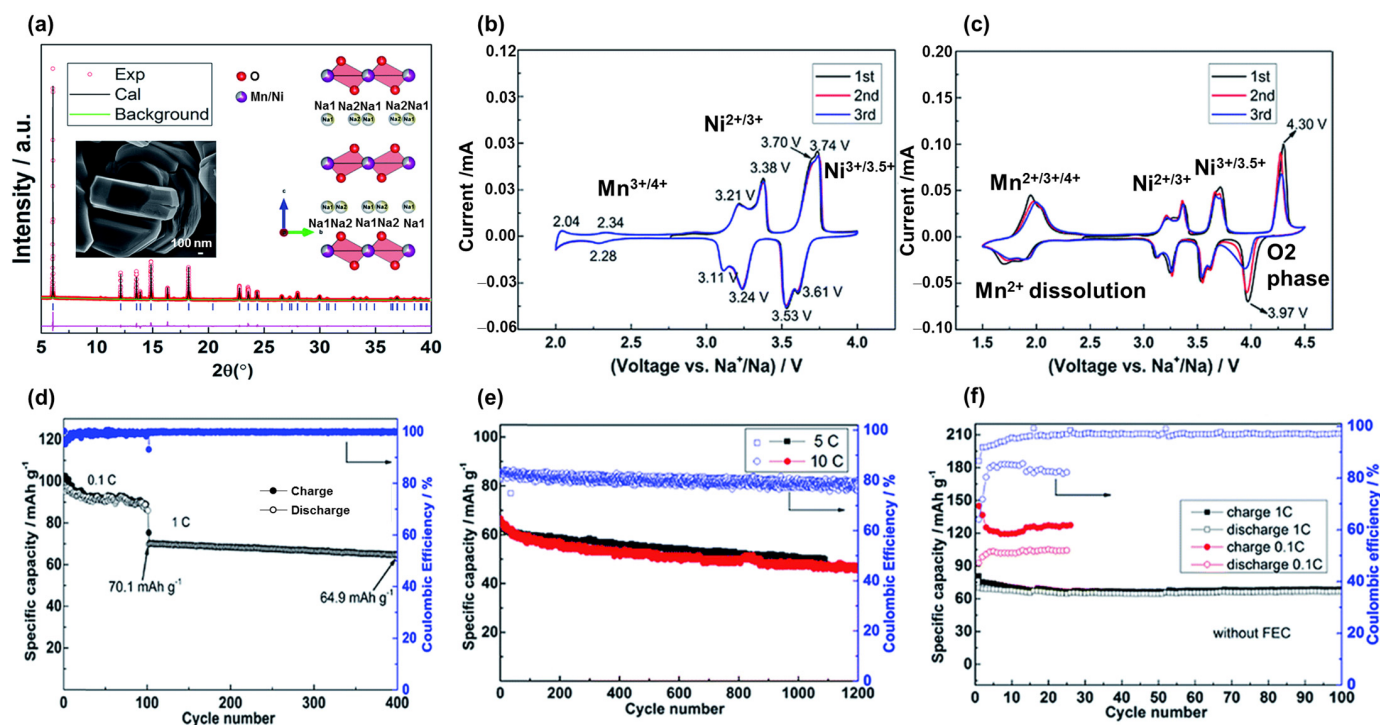 (a)
Intensity / a.u.
Exp
Cal
Background
O
Mn/Ni
Na1 Na2Na1 Na2Na1
Na1 Na2 Na1 Na2 Na1
Na1 Na2 Na1 Na2 Na1
Na1Na2 Na1Na2 Na1
c
b
100 nm
5 10 15 20 25 30 35 40
2θ(°)
(b)
Current /mA
0.12
0.03
0.03
0.00
−0.03
−0.06
1st
2nd
3rd
Ni2+/3+
3.70 V 3.74 V
3.38 V
Ni3+/3.5+
Mn3+/4+
3.21 V
2.04 2.34
2.28
3.11 V
3.24 V
3.61 V
3.53 V
2.0 2.5 3.0 3.5 4.0
(Voltage vs. Na+/Na) / V
(c)
Current /mA
0.20
0.15
0.10
0.05
0.00
−0.05
−0.10
1st
2nd
3rd
4.30 V
Ni3+/3.5+
Mn2+/3+/4+
Ni2+/3+
O2
phase
Mn2+ dissolution
3.97 V
1.5 2.0 2.5 3.0 3.5 4.0 4.5
(Voltage vs. Na+/Na) / V
(d)
Specific capacity / mAh g-1
120
100
80
60
40
20
0
0.1 C
1 C
Charge
Discharge
70.1 mAh g-1
64.9 mAh g-1
0 100 200 300 400
Cycle number
100
80
60
40
20
0
Coulombic Efficiency / %
(e)
Specific capacity / mAh g-1
100
80
60
40
20
5 C
10 C
0 200 400 600 800 1000 1200
Cycle number
100
80
60
40
20
0
Coulombic Efficiency / %
(f)
Specific capacity / mAh g-1
210
180
150
120
90
60
30
0
charge 1C
discharge 1C
charge 0.1C
discharge 0.1C
without FEC
0 10 20 30 40 50 60 70 80 90 100
Cycle number
100
80
60
40
20
0
Coulombic efficiency / %